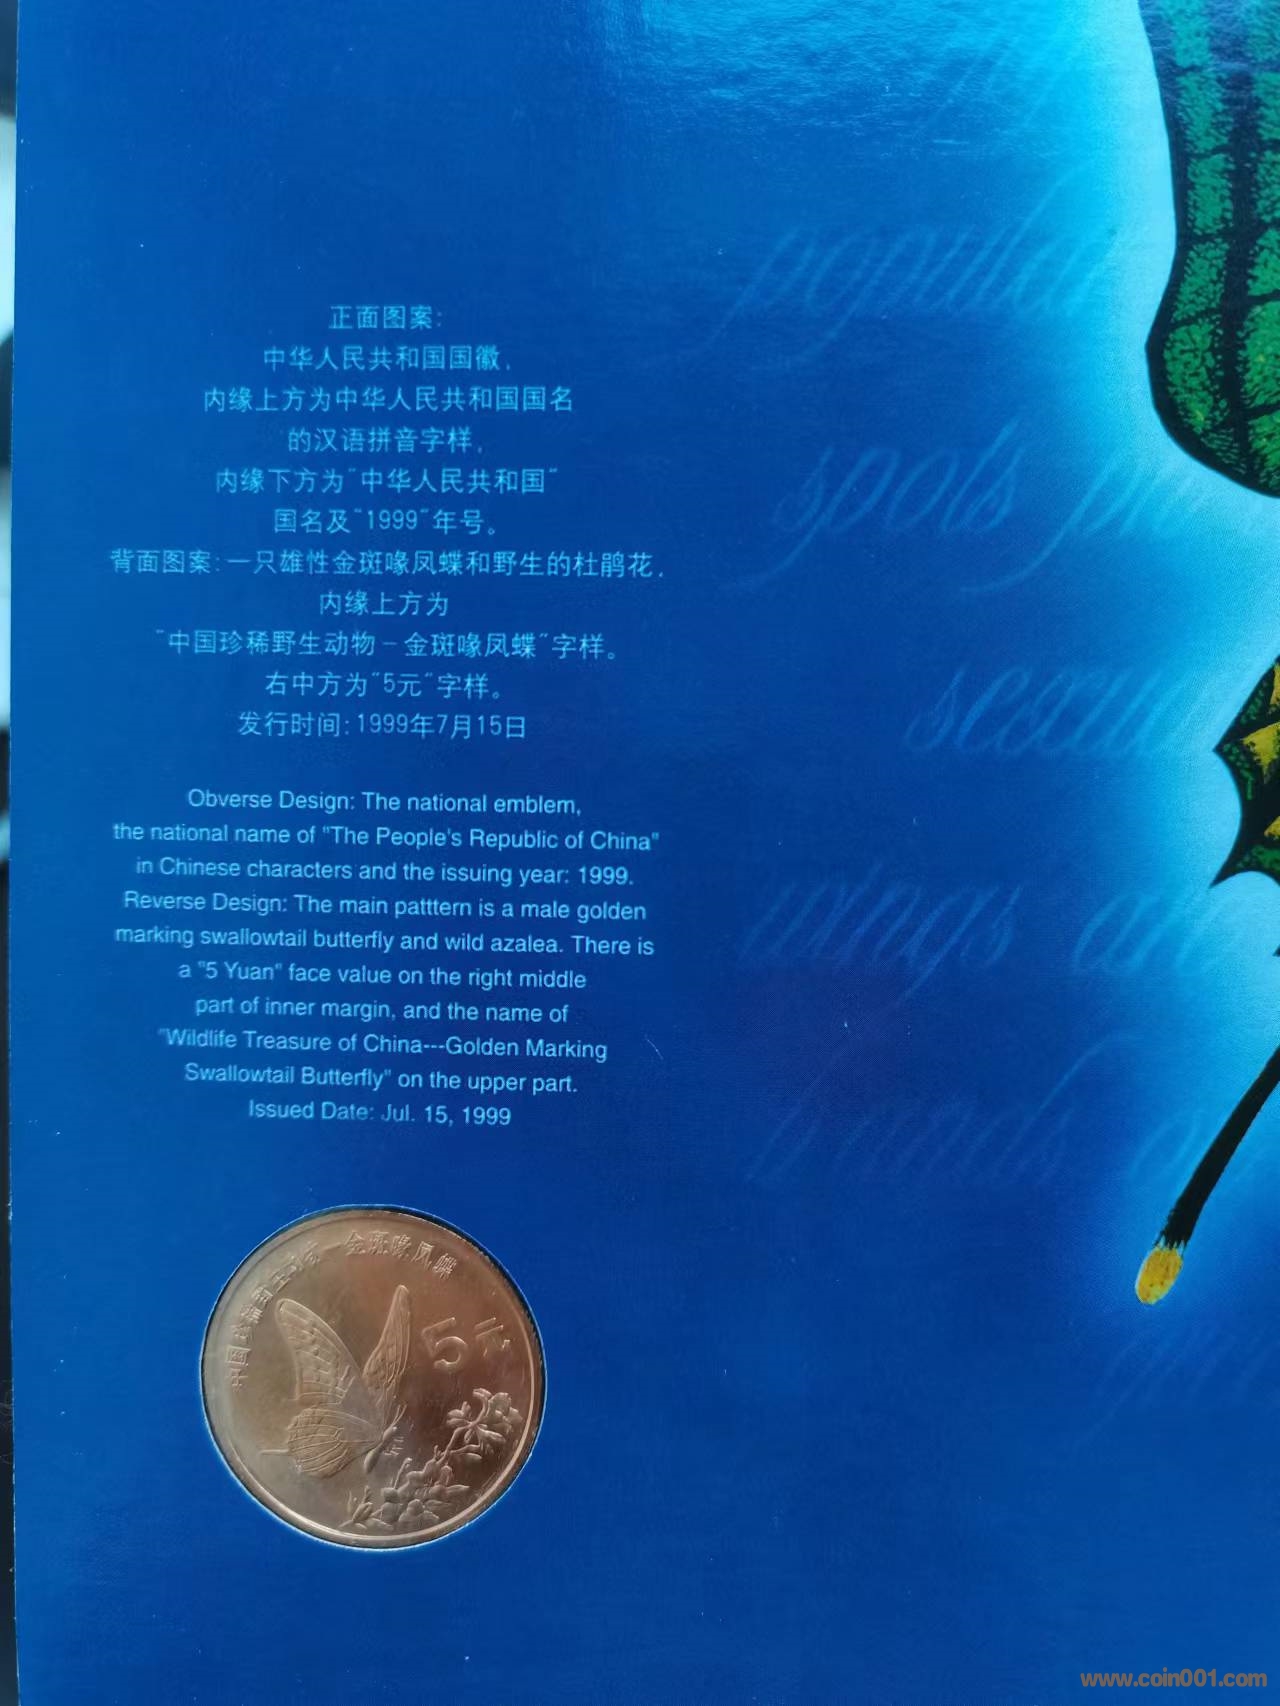 正面图案:
中华人民共和国国徽,
内缘上方为中华人民共和国国名
的汉语拼音字样,
内缘下方为"中华人民共和国"
国名及"1999"年号。
背面图案:一只雄性金斑喙凤蝶和野生的杜鹃花,
内缘上方为
"中国珍稀野生动物-金斑喙凤蝶"字样。
右中方为"5元"字样。
发行时间:1999年7月15日
Obverse Design: The national emblem,
the national name of "The People's Republic of China"
in Chinese characters and the issuing year: 1999.
Reverse Design: The main patttern is a male golden
marking swallowtail butterfly and wild azalea. There is
a "5 Yuan" face value on the right middle
part of inner margin, and the name of
"Wildlife Treasure of China---Golden Marking
Swallowtail Butterfly" on the upper part.
Issued Date: Jul. 15, 1999
spots
wings
中国珍稀野生动物-金斑喙凤蝶
5元
www.coin001.com